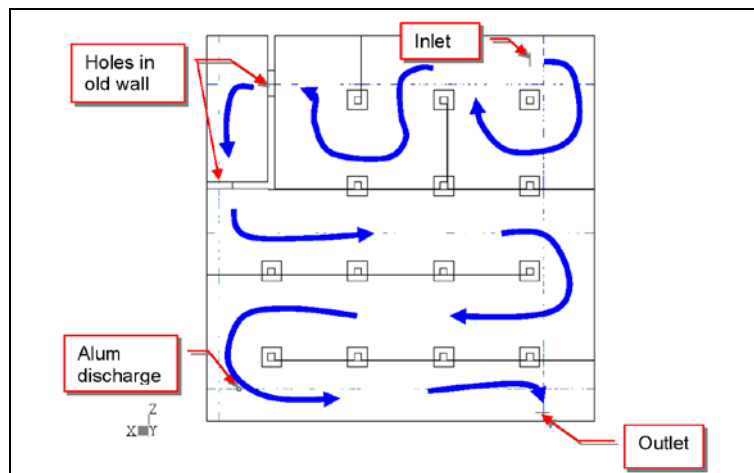 Inlet
Holes in
old wall
Alum
discharge
Z
X Y
Outlet